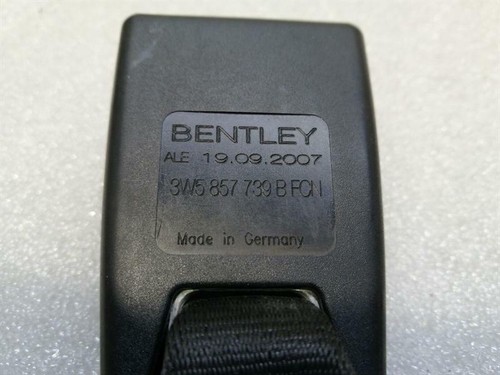 BENTLEY
ALE 19.09.2007
3W5 857 739 B FCN
Made in Germany